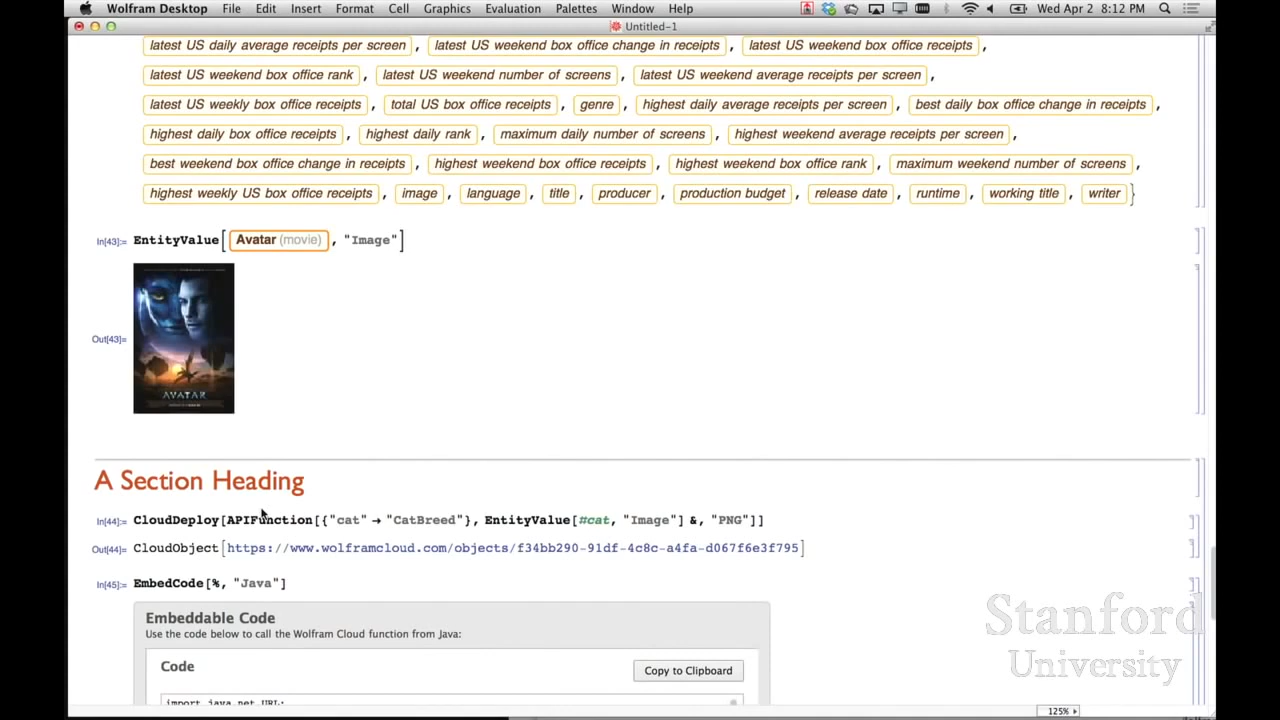 Wolfram Desktop File Edit Insert Format Cell Graphics Evaluation Palettes Window Help Wed Apr 2 8:12 PM
Untitled-1
latest US daily average receipts per screen , latest US weekend box office change in receipts , latest US weekend box office receipts ,
latest US weekend box office rank , latest US weekend number of screens , latest US weekend average receipts per screen ,
latest US weekly box office receipts , total US box office receipts , genre , highest daily average receipts per screen , best daily box office change in receipts ,
highest daily box office receipts , highest daily rank , maximum daily number of screens , highest weekend average receipts per screen ,
best weekend box office change in receipts , highest weekend box office receipts , highest weekend box office rank , maximum weekend number of screens ,
highest weekly US box office receipts , image , language , title , producer , production budget , release date , runtime , working title , writer }
In[43]:= EntityValue[ Avatar (movie) , "Image"]
Out[43]=
AVATAR
A Section Heading
In[44]:= CloudDeploy[APIFunction[{"cat" → "CatBreed"}, EntityValue[#cat, "Image"] &, "PNG"]]
Out[44]= CloudObject[https://www.wolframcloud.com/objects/f34bb290-91df-4c8c-a4fa-d067f6e3f795]
In[45]:= EmbedCode[%, "Java"]
Embeddable Code
Use the code below to call the Wolfram Cloud function from Java:
Code Copy to Clipboard
import java.net.URL;
Stanford
University
125%